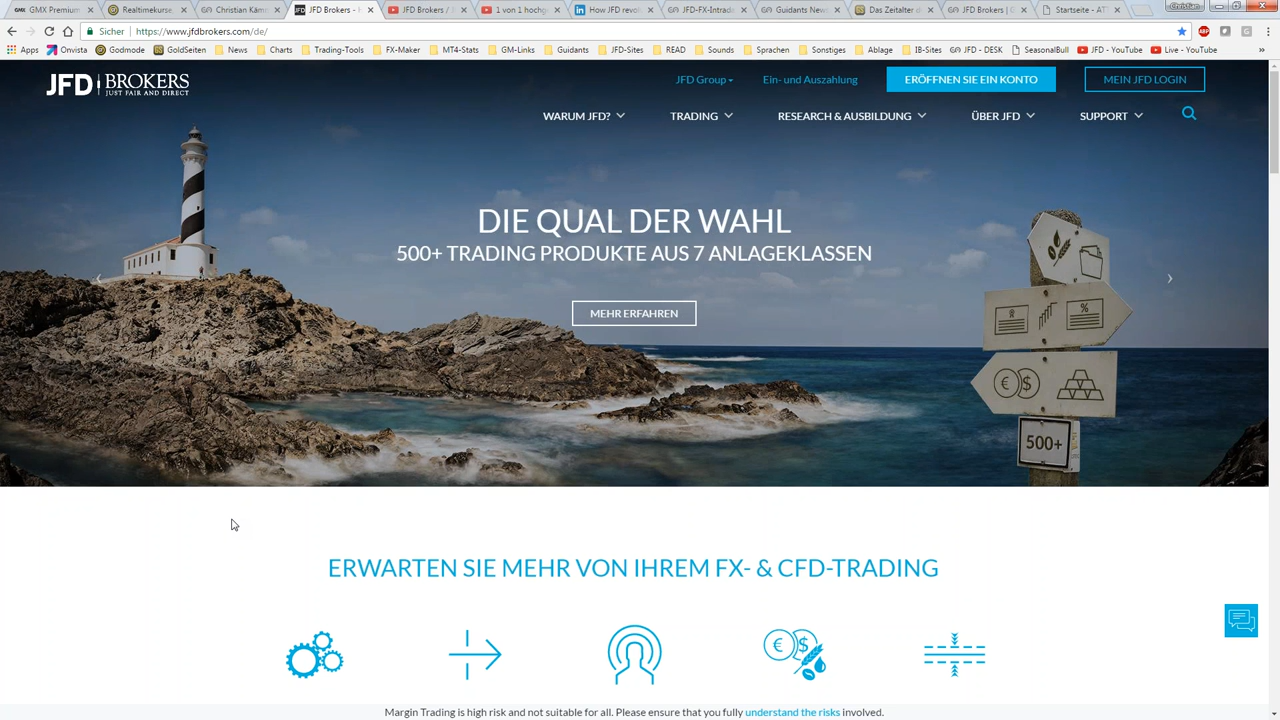 GMX Premium
Realtimekurse
Christian Käm
JFD Brokers - H
JFD Brokers / A
1 von 1 hochg
How JFD revol
JFD-FX-Intrad
Guidants New
Das Zeitalter d
JFD Brokers | G
Startseite - AT
Christian
Sicher | https://www.jfdbrokers.com/de/
Apps Onvista Godmode GoldSeiten News Charts Trading-Tools FX-Maker MT4-Stats GM-Links Guidants JFD-Sites READ Sounds Sprachen Sonstiges Ablage IB-Sites JFD - DESK SeasonalBull JFD - YouTube Live - YouTube »
JFD | BROKERS
JUST FAIR AND DIRECT
JFD Group Ein- und Auszahlung ERÖFFNEN SIE EIN KONTO MEIN JFD LOGIN
WARUM JFD? TRADING RESEARCH & AUSBILDUNG ÜBER JFD SUPPORT
DIE QUAL DER WAHL
500+ TRADING PRODUKTE AUS 7 ANLAGEKLASSEN
MEHR ERFAHREN
%
€ $
500+
ERWARTEN SIE MEHR VON IHREM FX- & CFD-TRADING
€ $
Margin Trading is high risk and not suitable for all. Please ensure that you fully understand the risks involved.